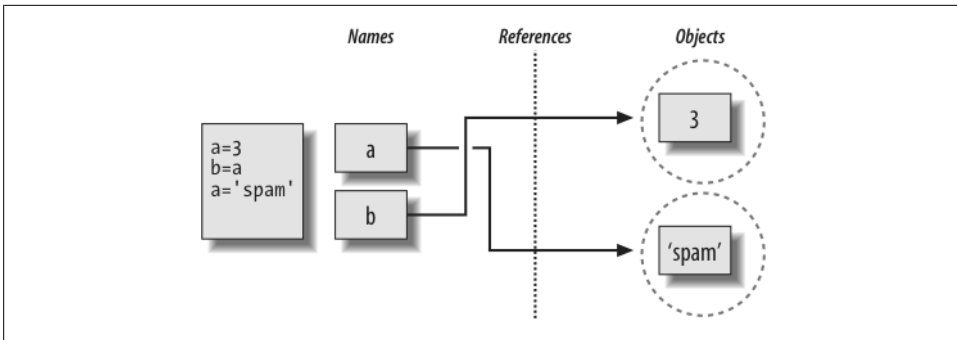 Names References Objects
a=3
b=a
a='spam'
a
b
3
‘spam’